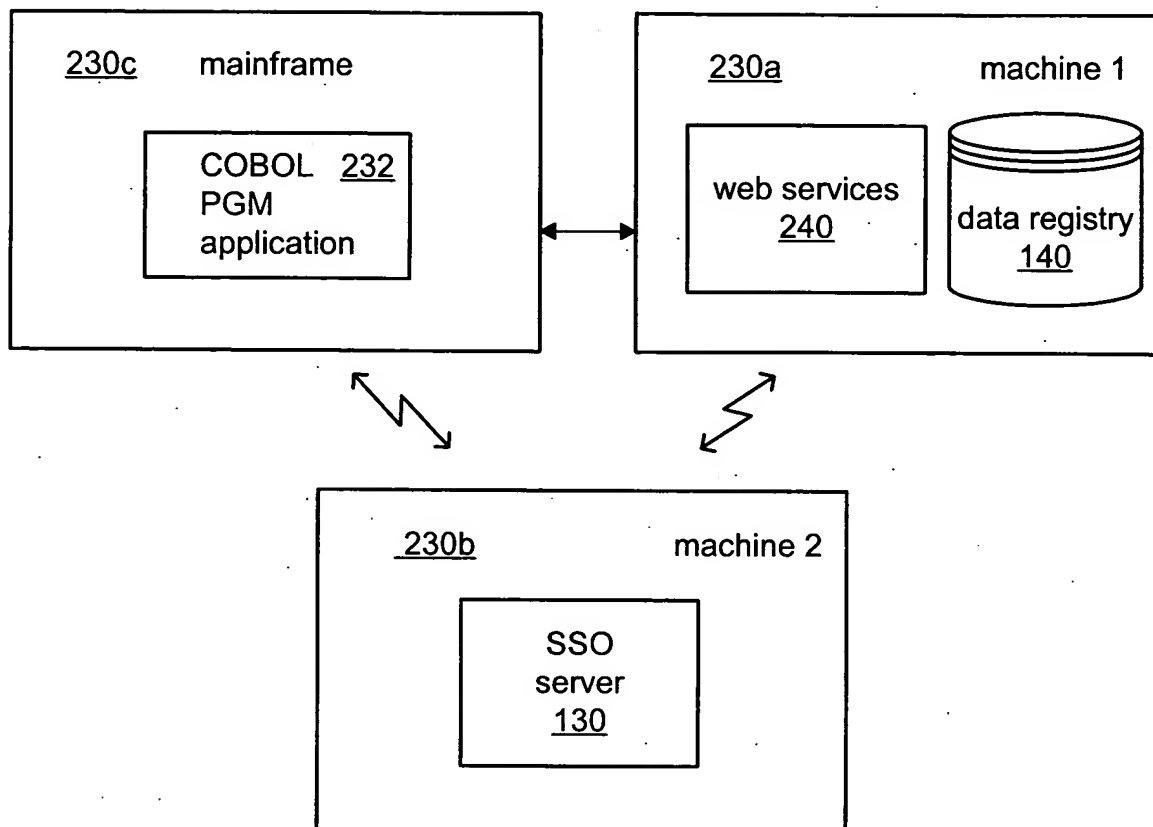 230c mainframe
COBOL 232
PGM
application
230a machine 1
web services
240
data registry
140
230b machine 2
SSO
server
130